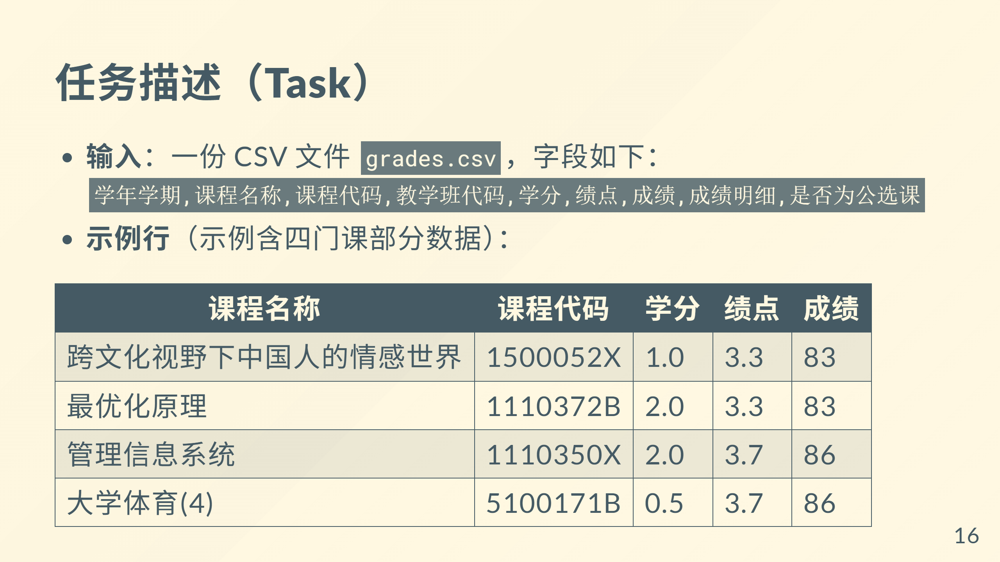 任务描述（Task）
• 输入：一份 CSV 文件 grades.csv，字段如下：
学年学期,课程名称,课程代码,教学班代码,学分,绩点,成绩,成绩明细,是否为公选课
• 示例行（示例含四门课部分数据）：
课程名称 课程代码 学分 绩点 成绩
跨文化视野下中国人的情感世界 1500052X 1.0 3.3 83
最优化原理 1110372B 2.0 3.3 83
管理信息系统 1110350X 2.0 3.7 86
大学体育(4) 5100171B 0.5 3.7 86
16